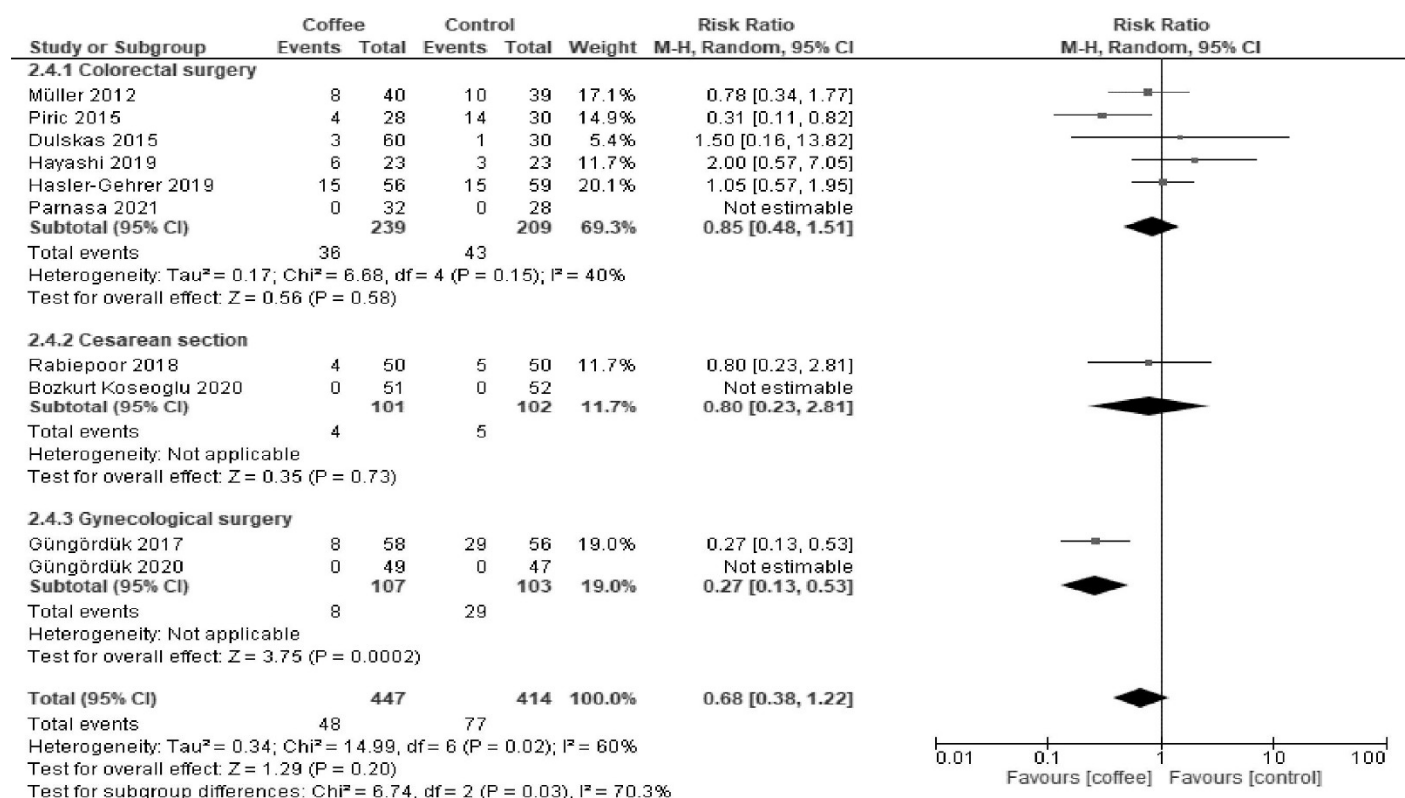 Coffee Control Risk Ratio Risk Ratio
Study or Subgroup Events Total Events Total Weight M-H, Random, 95% CI M-H, Random, 95% CI
2.4.1 Colorectal surgery
Müller 2012 8 40 10 39 17.1% 0.78 [0.34, 1.77]
Piric 2015 4 28 14 30 14.9% 0.31 [0.11, 0.82]
Dulskas 2015 3 60 1 30 5.4% 1.50 [0.16, 13.82]
Hayashi 2019 6 23 3 23 11.7% 2.00 [0.57, 7.05]
Hasler-Gehrer 2019 15 56 15 59 20.1% 1.05 [0.57, 1.95]
Parnasa 2021 0 32 0 28 Not estimable
Subtotal (95% CI) 239 209 69.3% 0.85 [0.48, 1.51]
Total events 36 43
Heterogeneity: Tau² = 0.17; Chi² = 6.68, df = 4 (P = 0.15); I² = 40%
Test for overall effect: Z = 0.56 (P = 0.58)
2.4.2 Cesarean section
Rabiepoor 2018 4 50 5 50 11.7% 0.80 [0.23, 2.81]
Bozkurt Koseoglu 2020 0 51 0 52 Not estimable
Subtotal (95% CI) 101 102 11.7% 0.80 [0.23, 2.81]
Total events 4 5
Heterogeneity: Not applicable
Test for overall effect: Z = 0.35 (P = 0.73)
2.4.3 Gynecological surgery
Güngördük 2017 8 58 29 56 19.0% 0.27 [0.13, 0.53]
Güngördük 2020 0 49 0 47 Not estimable
Subtotal (95% CI) 107 103 19.0% 0.27 [0.13, 0.53]
Total events 8 29
Heterogeneity: Not applicable
Test for overall effect: Z = 3.75 (P = 0.0002)
Total (95% CI) 447 414 100.0% 0.68 [0.38, 1.22]
Total events 48 77
Heterogeneity: Tau² = 0.34; Chi² = 14.99, df = 6 (P = 0.02); I² = 60%
Test for overall effect: Z = 1.29 (P = 0.20)
Test for subgroup differences: Chi² = 6.74, df = 2 (P = 0.03), I² = 70.3%
0.01 0.1 1 10 100
Favours [coffee] Favours [control]